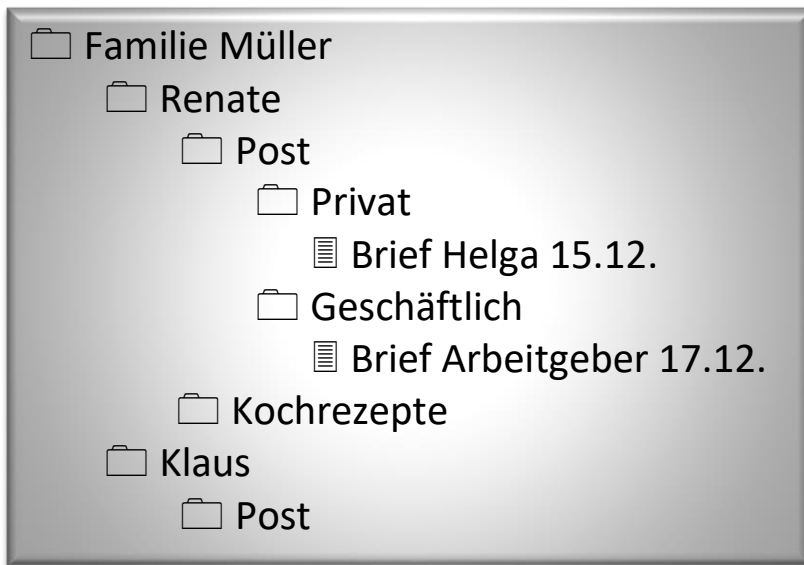 Familie Müller
Renate
Post
Privat
Brief Helga 15.12.
Geschäftlich
Brief Arbeitgeber 17.12.
Kochrezepte
Klaus
Post